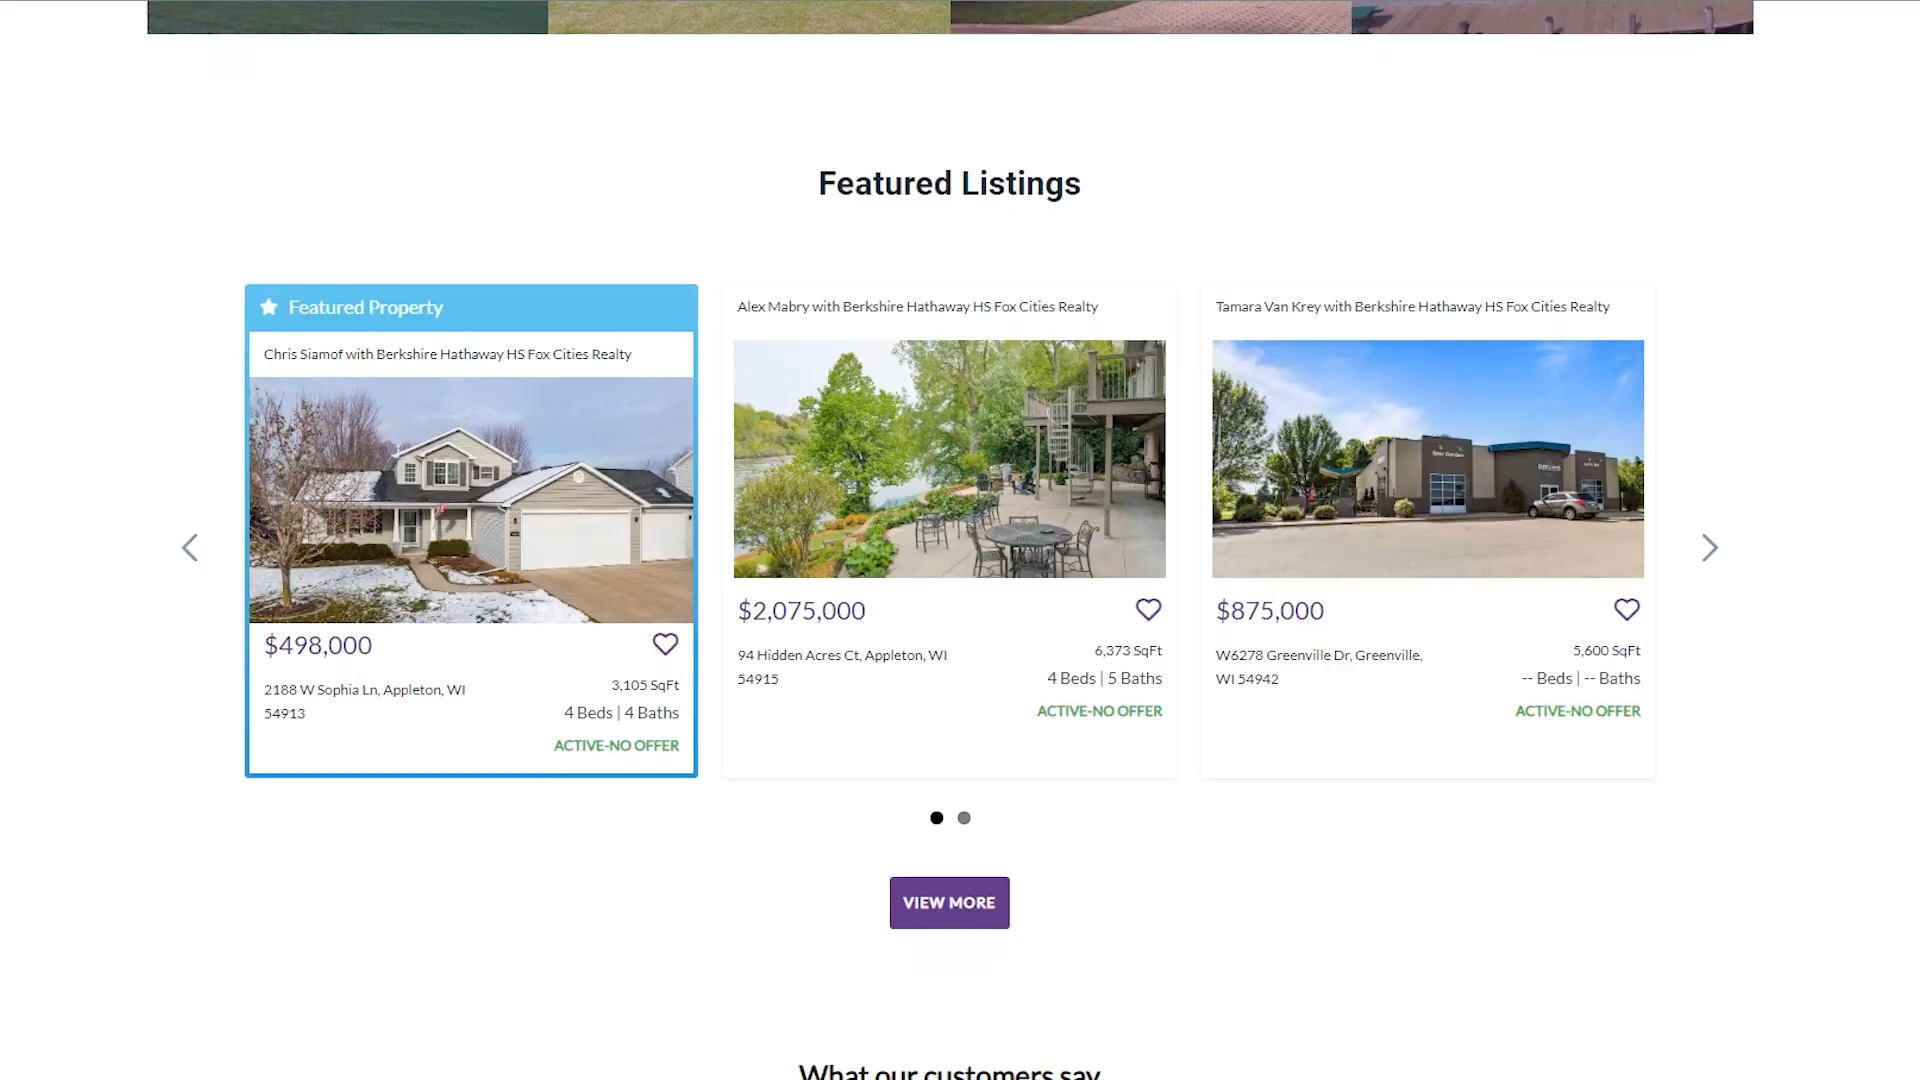 Featured Listings
Featured Property
Chris Siamof with Berkshire Hathaway HS Fox Cities Realty
$498,000
2188 W Sophia Ln, Appleton, WI
54913
3,105 SqFt
4 Beds | 4 Baths
ACTIVE-NO OFFER
Alex Mabry with Berkshire Hathaway HS Fox Cities Realty
$2,075,000
94 Hidden Acres Ct, Appleton, WI
54915
6,373 SqFt
4 Beds | 5 Baths
ACTIVE-NO OFFER
Tamara Van Krey with Berkshire Hathaway HS Fox Cities Realty
$875,000
W6278 Greenville Dr, Greenville,
WI 54942
5,600 SqFt
-- Beds | -- Baths
ACTIVE-NO OFFER
VIEW MORE
What our customers say